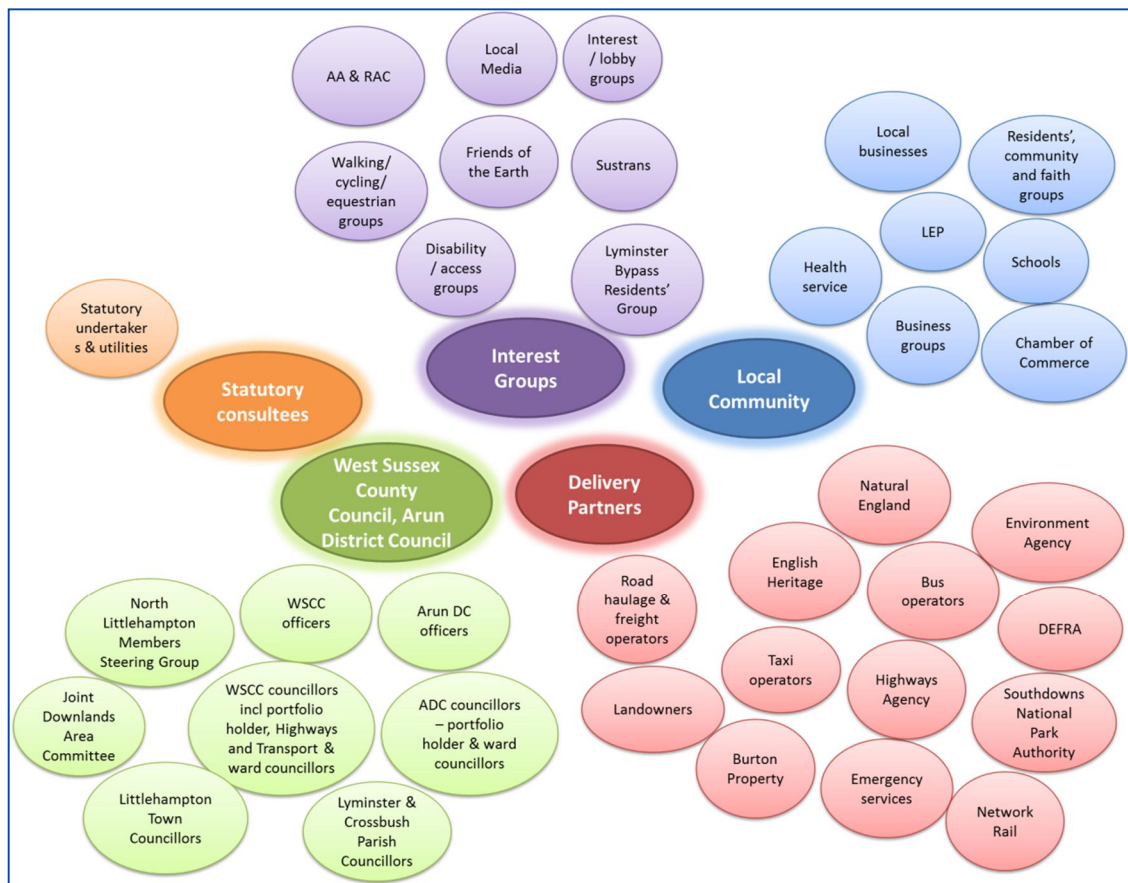 AA & RAC
Local
Media
Interest
/ lobby
groups
Walking/
cycling/
equestrian
groups
Friends of
the Earth
Sustrans
Disability
/ access
groups
Lyminster
Bypass
Residents'
Group
Local
businesses
Residents',
community
and faith
groups
LEP
Health
service
Schools
Business
groups
Chamber of
Commerce
Statutory
undertaker
s & utilities
Statutory
consultees
Interest
Groups
Local
Community
West Sussex
County
Council, Arun
District Council
Delivery
Partners
North
Littlehampton
Members
Steering Group
WSCC
officers
Arun DC
officers
Joint
Downlands
Area
Committee
WSCC councillors
incl portfolio
holder, Highways
and Transport &
ward councillors
ADC councillors
– portfolio
holder & ward
councillors
Littlehampton
Town
Councillors
Lyminster &
Crossbush
Parish
Councillors
Natural
England
Environment
Agency
English
Heritage
Bus
operators
Road
haulage &
freight
operators
DEFRA
Taxi
operators
Highways
Agency
Landowners
Southdowns
National
Park
Authority
Burton
Property
Emergency
services
Network
Rail